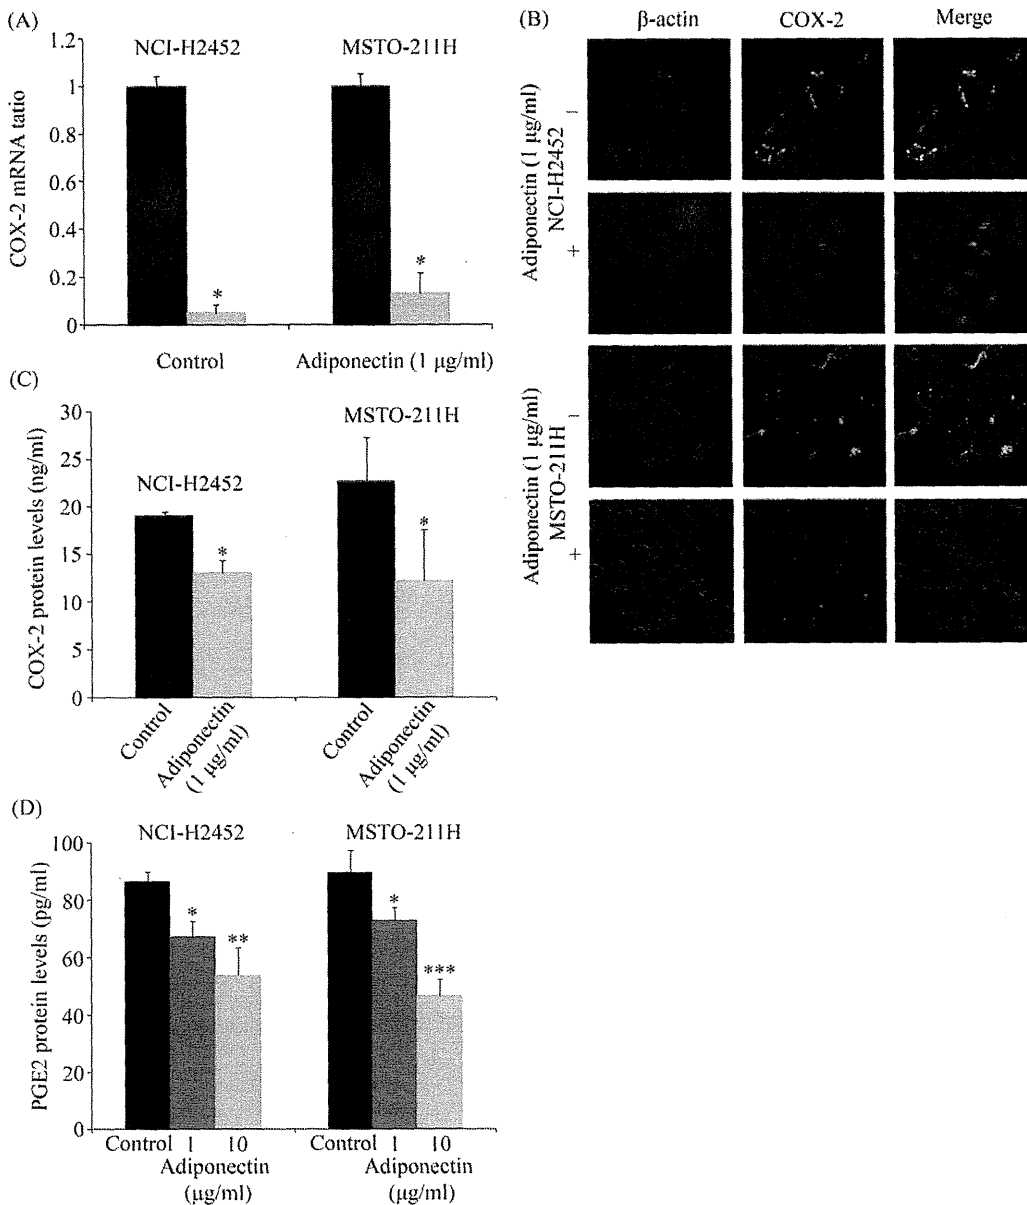 (A)
NCI-H2452
MSTO-211H
COX-2 mRNA tatio
1.2
1
0.8
0.6
0.4
0.2
0
*
*
Control
Adiponectin (1 µg/ml)
(B)
β-actin
COX-2
Merge
Adiponectin (1 µg/ml)
NCI-H2452
−
+
Adiponectin (1 µg/ml)
MSTO-211H
−
+
(C)
NCI-H2452
MSTO-211H
COX-2 protein levels (ng/ml)
30
25
20
15
10
5
0
*
*
Control
Adiponectin
(1 µg/ml)
Control
Adiponectin
(1 µg/ml)
(D)
NCI-H2452
MSTO-211H
PGE2 protein levels (pg/ml)
100
80
60
40
20
0
*
**
*
***
Control 1 10
Adiponectin
(µg/ml)
Control 1 10
Adiponectin
(µg/ml)